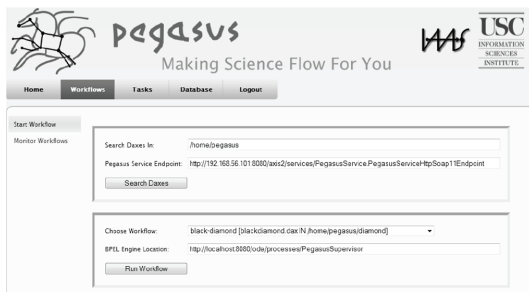 pegasus
Making Science Flow For You
IAAS
USC
INFORMATION
SCIENCES
INSTITUTE
Home Workflows Tasks Database Logout
Start Workflow
Monitor Workflows
Search Daxes In: /home/pegasus
Pegasus Service Endpoint: http://192.168.56.101:8080/axis2/services/PegasusService.PegasusServiceHttpSoap11Endpoint
Search Daxes
Choose Workflow: black-diamond [blackdiamond.dax IN /home/pegasus/diamond]
BPEL Engine Location: http://localhost:8080/ode/processes/PegasusSupervisor
Run Workflow